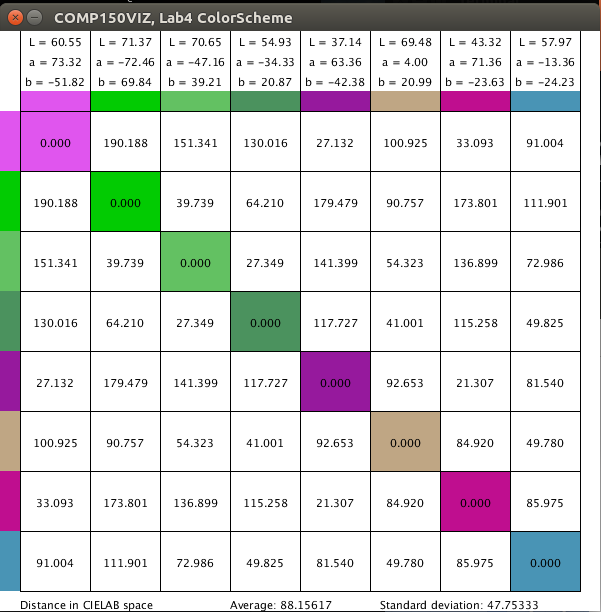 COMP150VIZ, Lab4 ColorScheme
L = 60.55 L = 71.37 L = 70.65 L = 54.93 L = 37.14 L = 69.48 L = 43.32 L = 57.97
a = 73.32 a = -72.46 a = -47.16 a = -34.33 a = 63.36 a = 4.00 a = 71.36 a = -13.36
b = -51.82 b = 69.84 b = 39.21 b = 20.87 b = -42.38 b = 20.99 b = -23.63 b = -24.23
0.000 190.188 151.341 130.016 27.132 100.925 33.093 91.004
190.188 0.000 39.739 64.210 179.479 90.757 173.801 111.901
151.341 39.739 0.000 27.349 141.399 54.323 136.899 72.986
130.016 64.210 27.349 0.000 117.727 41.001 115.258 49.825
27.132 179.479 141.399 117.727 0.000 92.653 21.307 81.540
100.925 90.757 54.323 41.001 92.653 0.000 84.920 49.780
33.093 173.801 136.899 115.258 21.307 84.920 0.000 85.975
91.004 111.901 72.986 49.825 81.540 49.780 85.975 0.000
Distance in CIELAB space Average: 88.15617 Standard deviation: 47.75333